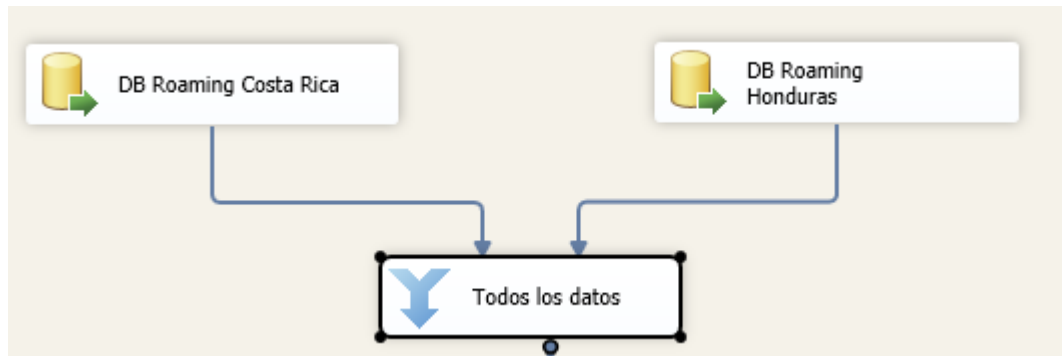 DB Roaming Costa Rica
DB Roaming
Honduras
Todos los datos